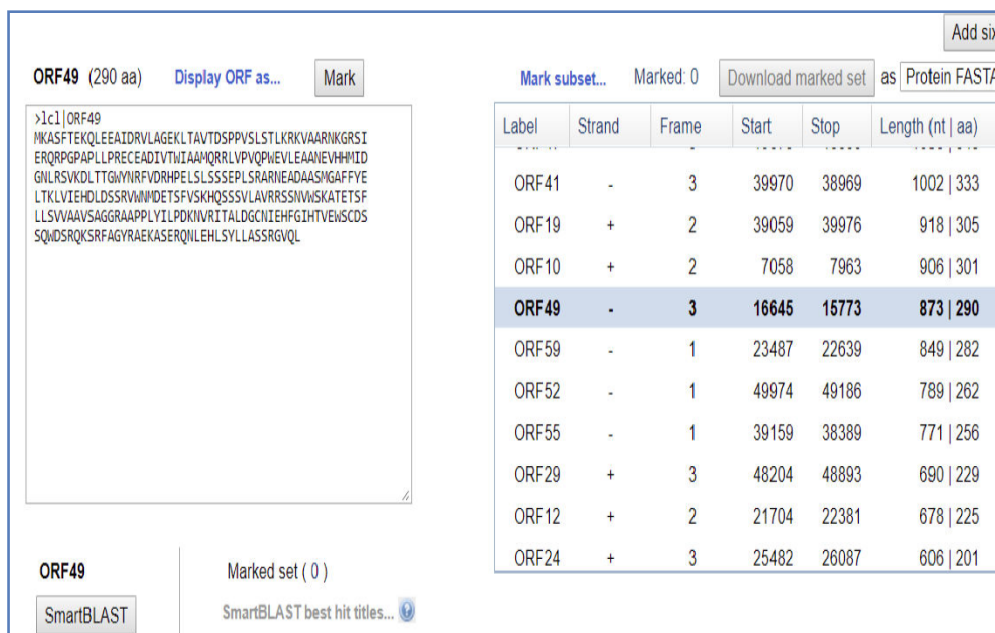 Add six
ORF49 (290 aa) Display ORF as... Mark
Mark subset... Marked: 0 Download marked set as Protein FASTA
>lcl|ORF49
MKASFTEKQLEEAIDRVLAGEKLTAVTDSPPVSLSTLKRKVAARNKGRSI
ERQRPGPAPLLPRECEADIVTWIAAMQRRLVPVQPWEVLEAANEVHHMID
GNLRSVKDLTTGWYNRFVDRHPELSLSSSEPLSRARNEADAASMGAFFYE
LTKLVIEHDLDSSRVWNMDETSFVSKHQSSSVLAVRRSSNVWSKATETSF
LLSVVAAVSAGGRAAPPLYILPDKNVRITALDGCNIEHFGIHTVEWSCDS
SQWDSRQKSRFAGYRAEKASERQNLEHLSYLLASSRGVQL
Label Strand Frame Start Stop Length (nt | aa)
ORF41 - 3 39970 38969 1002 | 333
ORF19 + 2 39059 39976 918 | 305
ORF10 + 2 7058 7963 906 | 301
ORF49 - 3 16645 15773 873 | 290
ORF59 - 1 23487 22639 849 | 282
ORF52 - 1 49974 49186 789 | 262
ORF55 - 1 39159 38389 771 | 256
ORF29 + 3 48204 48893 690 | 229
ORF12 + 2 21704 22381 678 | 225
ORF24 + 3 25482 26087 606 | 201
ORF49 Marked set ( 0 )
SmartBLAST SmartBLAST best hit titles... ?